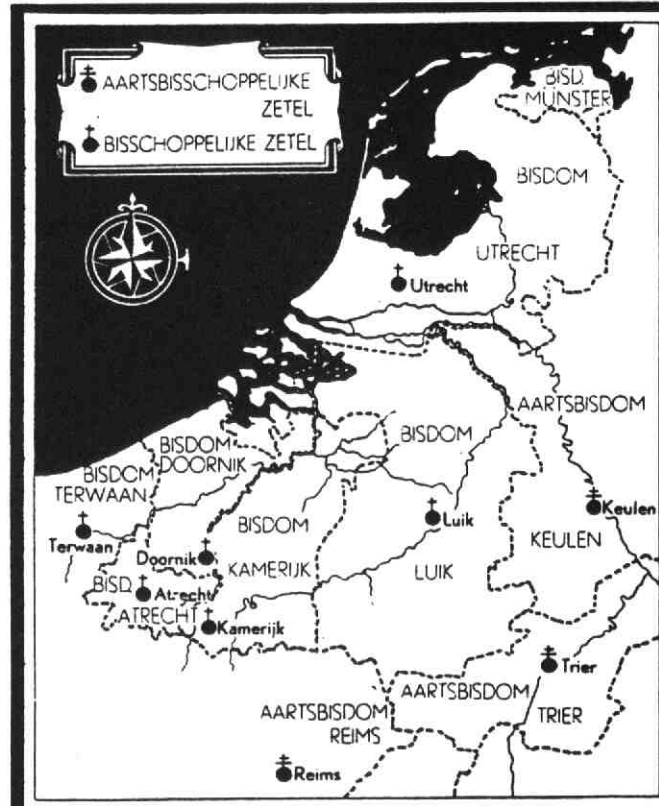 AARTSBISSCHOPPELIJKE
ZETEL
BISSCHOPPELIJKE ZETEL
BISD.
MÜNSTER
BISDOM
UTRECHT
Utrecht
AARTSBISDOM
BISDOM
BISDOM
DOORNIK
BISDOM
TERWAAN
BISDOM
Keulen
Luik
Terwaan
KEULEN
Doornik
KAMERIJK
LUIK
BISD.
Atrecht
ATRECHT
Kamerijk
Trier
AARTSBISDOM
TRIER
AARTSBISDOM
REIMS
Reims